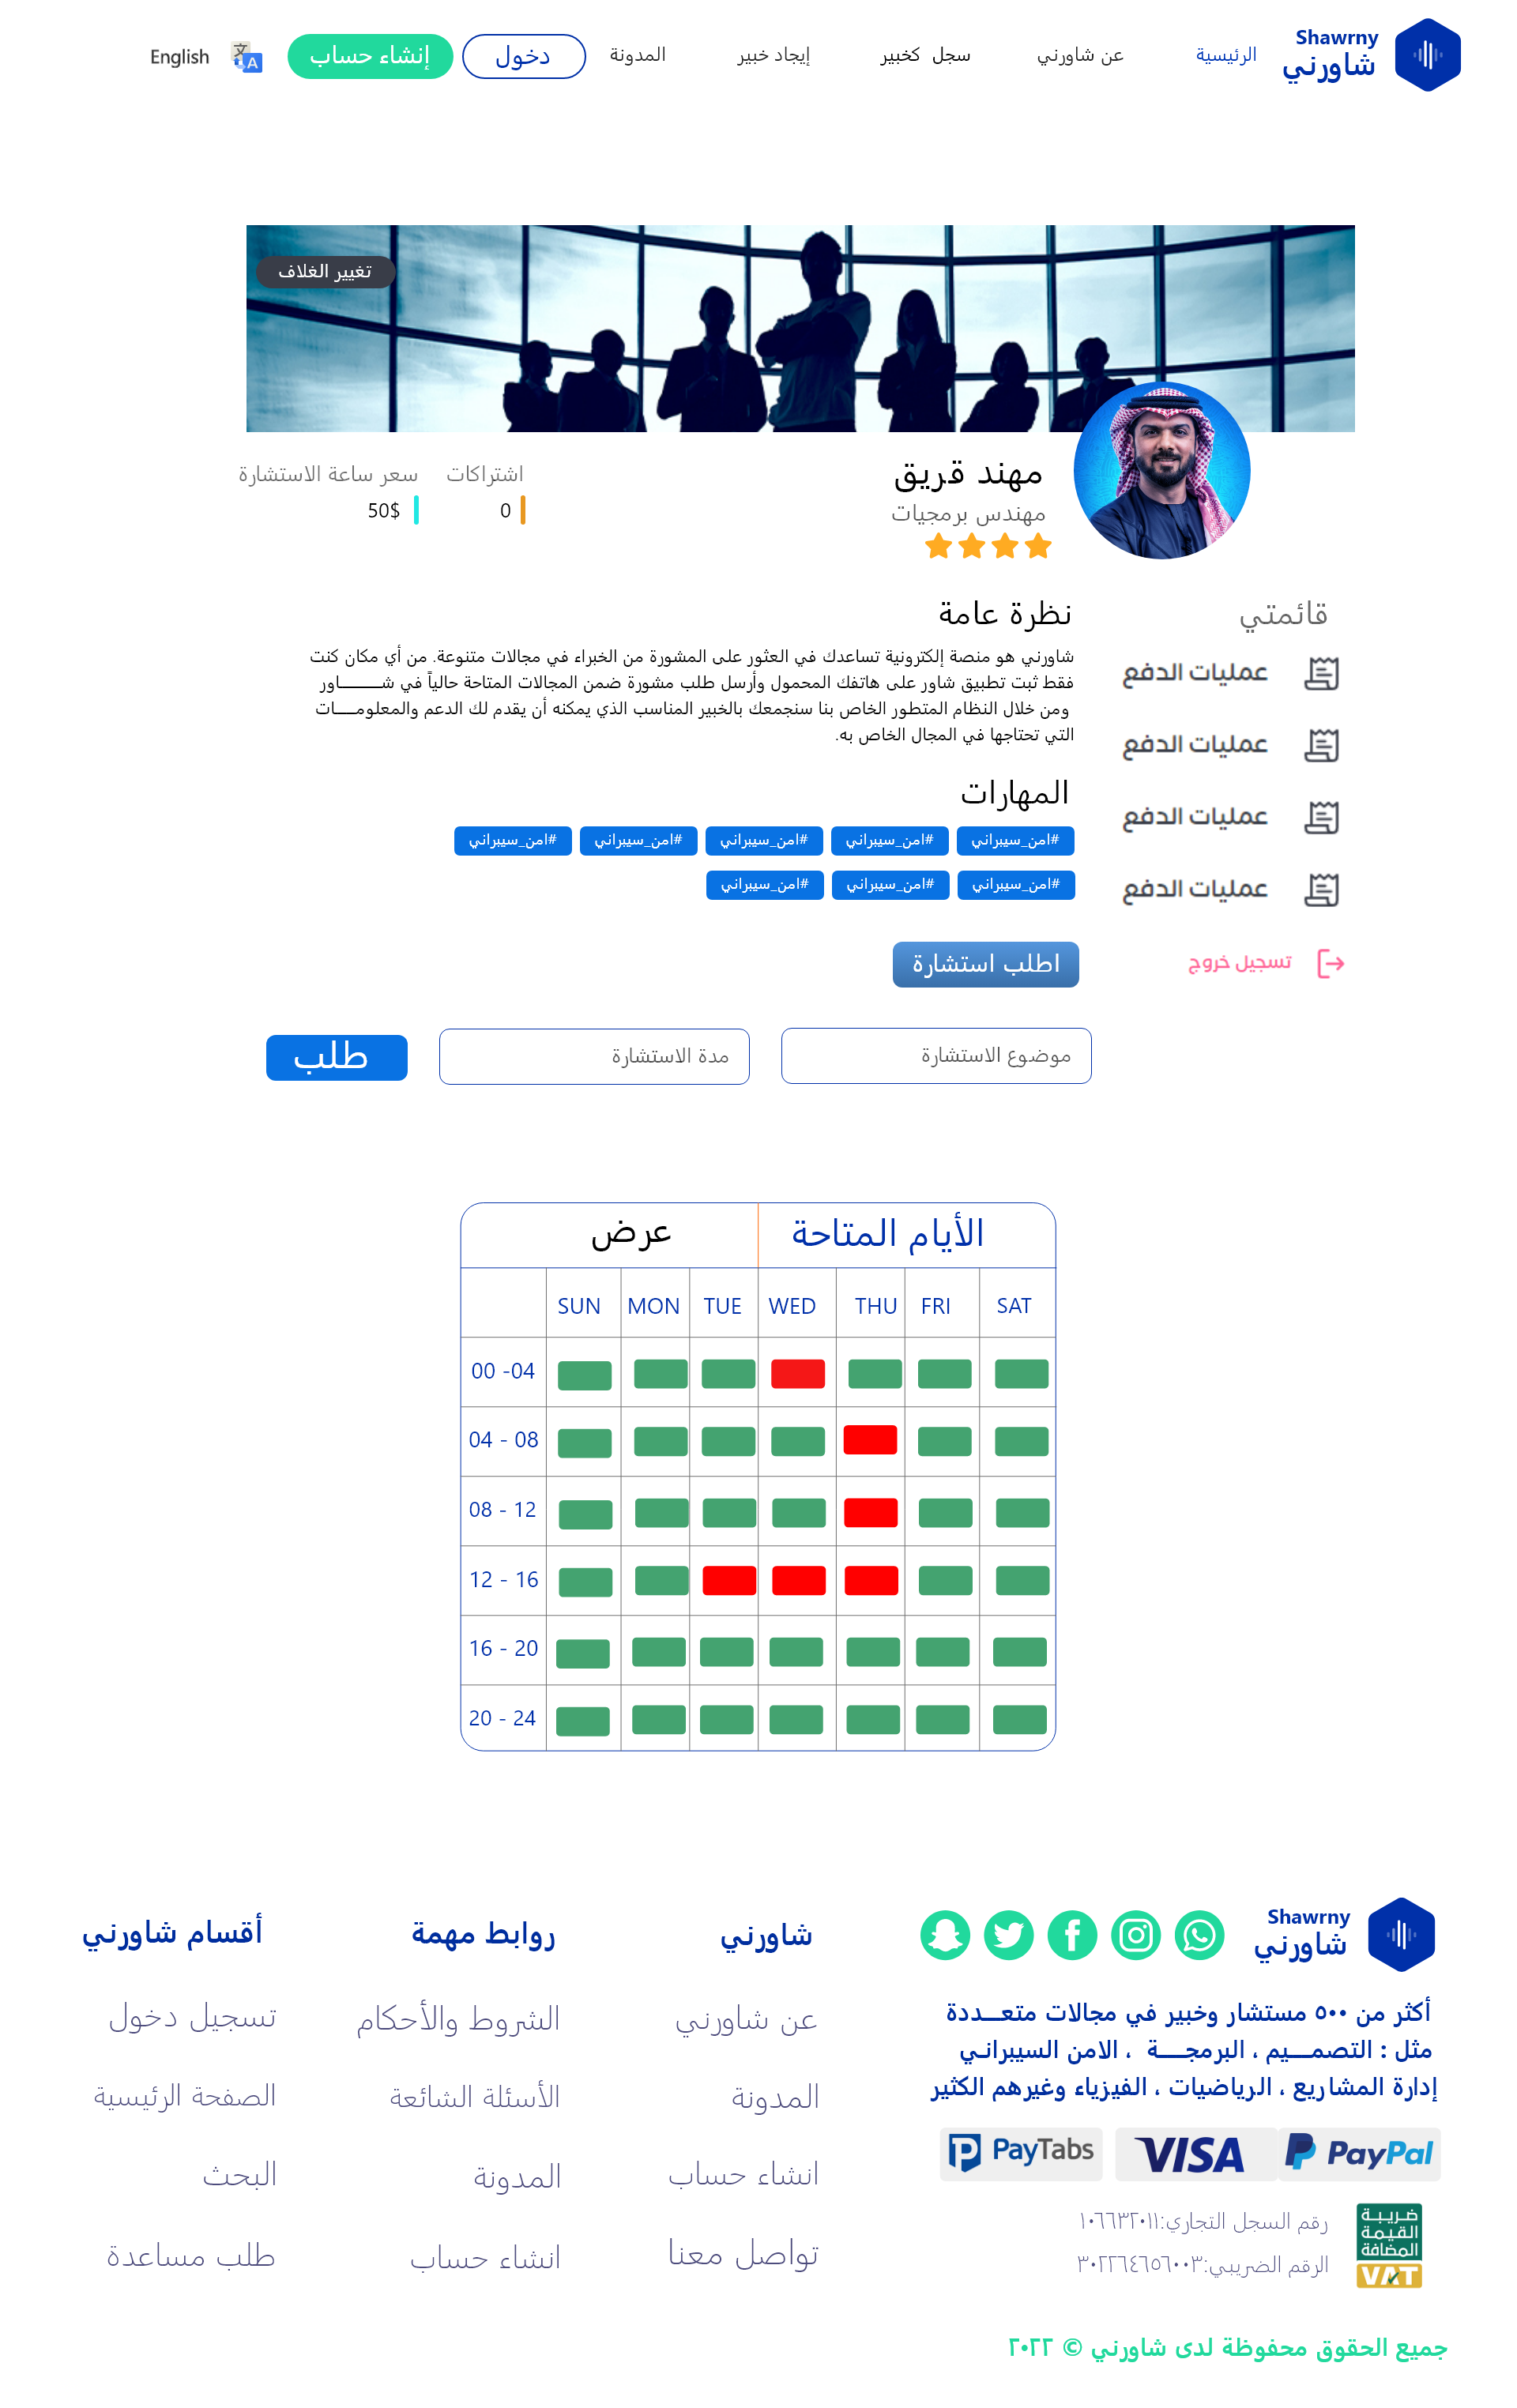 Shawrny
شاورني
الرئيسية
عن شاورني
سجل كخبير
إيجاد خبير
المدونة
دخول
إنشاء حساب
English
تغيير الغلاف
مهند قريق
مهندس برمجيات
اشتراكات
0
سعر ساعة الاستشارة
50$
قائمتي
عمليات الدفع
عمليات الدفع
عمليات الدفع
عمليات الدفع
تسجيل خروج
نظرة عامة
شاورني هو منصة إلكترونية تساعدك في العثور على المشورة من الخبراء في مجالات متنوعة. من أي مكان كنت
فقط ثبت تطبيق شاور على هاتفك المحمول وأرسل طلب مشورة ضمن المجالات المتاحة حالياً في شـــــــاور
ومن خلال النظام المتطور الخاص بنا سنجمعك بالخبير المناسب الذي يمكنه أن يقدم لك الدعم والمعلومــــات
التي تحتاجها في المجال الخاص به.
المهارات
#امن_سيبراني #امن_سيبراني #امن_سيبراني #امن_سيبراني #امن_سيبراني
#امن_سيبراني #امن_سيبراني #امن_سيبراني
اطلب استشارة
موضوع الاستشارة
مدة الاستشارة
طلب
الأيام المتاحة
عرض
SUN MON TUE WED THU FRI SAT
00 -04
04 - 08
08 - 12
12 - 16
16 - 20
20 - 24
Shawrny
شاورني
أكثر من ٥٠٠ مستشار وخبير في مجالات متعـــددة
مثل : التصمـــيم ، البرمجـــة ، الامن السيبرانـي
إدارة المشاريع ، الرياضيات ، الفيزياء وغيرهم الكثير
PayTabs
VISA
PayPal
ضريبة
القيمة
المضافة
VAT
رقم السجل التجاري:١٠٦٦٣٢٠١١
الرقم الضريبي:٣٠٢٢٦٤٦٥٦٠٠٣
جميع الحقوق محفوظة لدى شاورني © ٢٠٢٢
شاورني
عن شاورني
المدونة
انشاء حساب
تواصل معنا
روابط مهمة
الشروط والأحكام
الأسئلة الشائعة
المدونة
انشاء حساب
أقسام شاورني
تسجيل دخول
الصفحة الرئيسية
البحث
طلب مساعدة